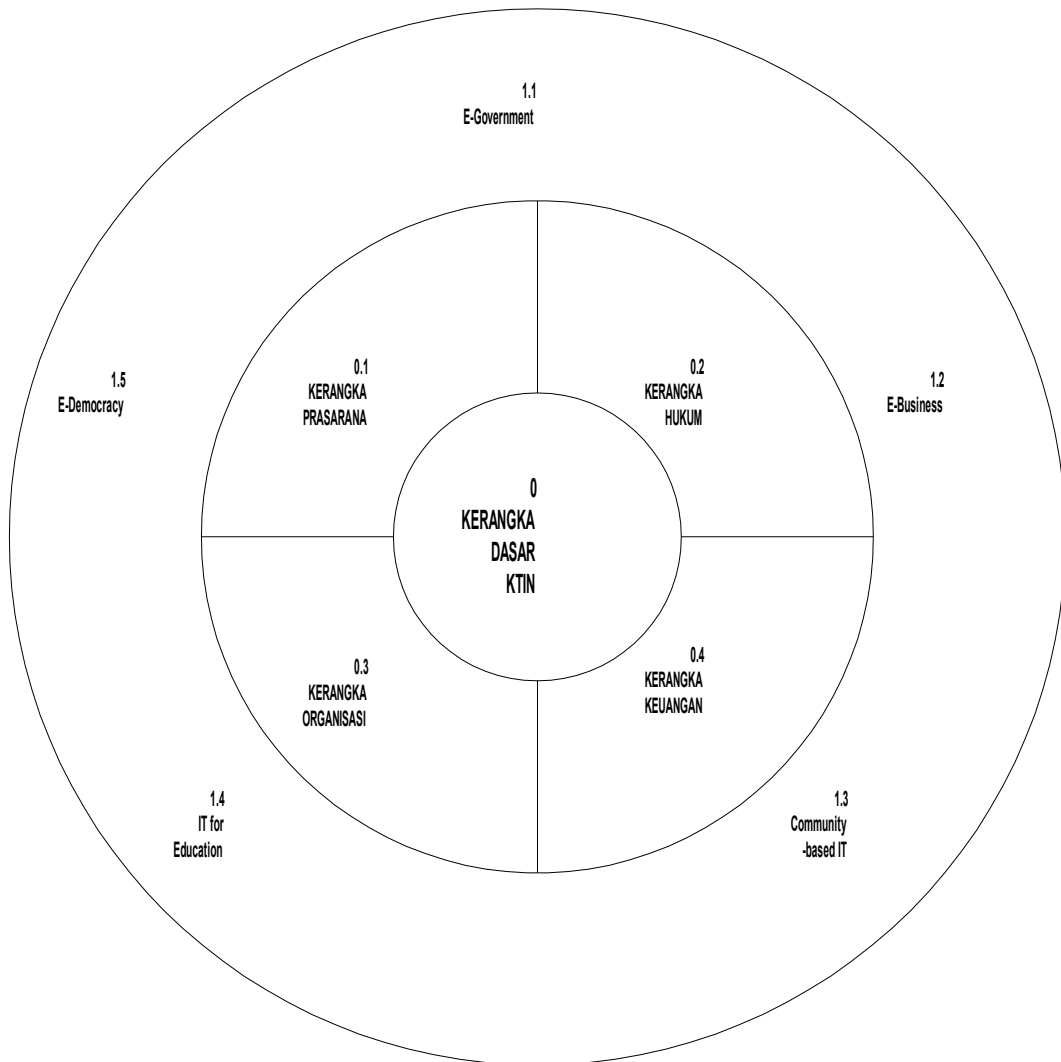 1.1
E-Government
0.1
KERANGKA
PRASARANA
0.2
KERANGKA
HUKUM
1.5
E-Democracy
1.2
E-Business
0
KERANGKA
DASAR
KTIN
0.3
KERANGKA
ORGANISASI
0.4
KERANGKA
KEUANGAN
1.4
IT for
Education
1.3
Community
-based IT